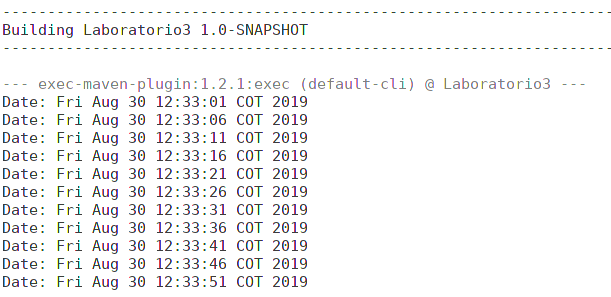 ------------------------------------------------------------------------
Building Laboratorio3 1.0-SNAPSHOT
------------------------------------------------------------------------
--- exec-maven-plugin:1.2.1:exec (default-cli) @ Laboratorio3 ---
Date: Fri Aug 30 12:33:01 COT 2019
Date: Fri Aug 30 12:33:06 COT 2019
Date: Fri Aug 30 12:33:11 COT 2019
Date: Fri Aug 30 12:33:16 COT 2019
Date: Fri Aug 30 12:33:21 COT 2019
Date: Fri Aug 30 12:33:26 COT 2019
Date: Fri Aug 30 12:33:31 COT 2019
Date: Fri Aug 30 12:33:36 COT 2019
Date: Fri Aug 30 12:33:41 COT 2019
Date: Fri Aug 30 12:33:46 COT 2019
Date: Fri Aug 30 12:33:51 COT 2019